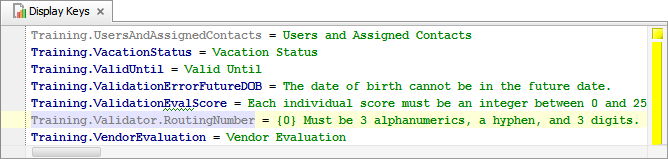 Display Keys
Training.UsersAndAssignedContacts = Users and Assigned Contacts
Training.VacationStatus = Vacation Status
Training.ValidUntil = Valid Until
Training.ValidationErrorFutureDOB = The date of birth cannot be in the future date.
Training.ValidationEvalScore = Each individual score must be an integer between 0 and 25
Training.Validator.RoutingNumber = {0} Must be 3 alphanumerics, a hyphen, and 3 digits.
Training.VendorEvaluation = Vendor Evaluation